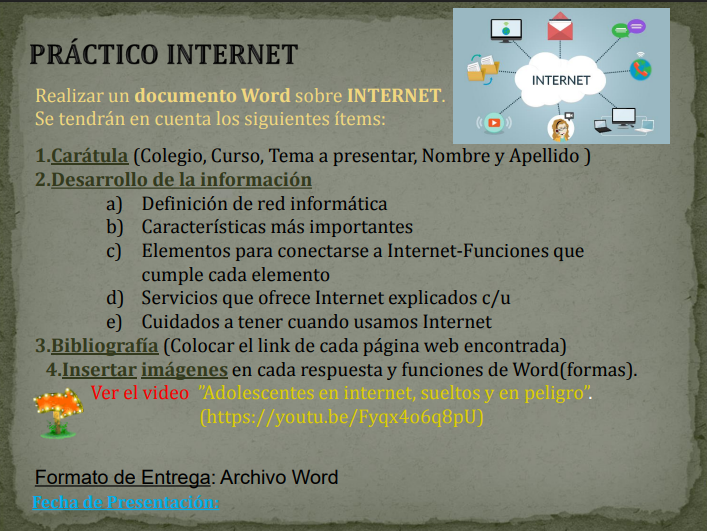 PRÁCTICO INTERNET
INTERNET
Realizar un documento Word sobre INTERNET.
Se tendrán en cuenta los siguientes ítems:
1.Carátula (Colegio, Curso, Tema a presentar, Nombre y Apellido )
2.Desarrollo de la información
a) Definición de red informática
b) Características más importantes
c) Elementos para conectarse a Internet-Funciones que
cumple cada elemento
d) Servicios que ofrece Internet explicados c/u
e) Cuidados a tener cuando usamos Internet
3.Bibliografía (Colocar el link de cada página web encontrada)
4.Insertar imágenes en cada respuesta y funciones de Word(formas).
Ver el video ”Adolescentes en internet, sueltos y en peligro”.
(https://youtu.be/Fyqx4o6q8pU)
Formato de Entrega: Archivo Word
Fecha de Presentación: